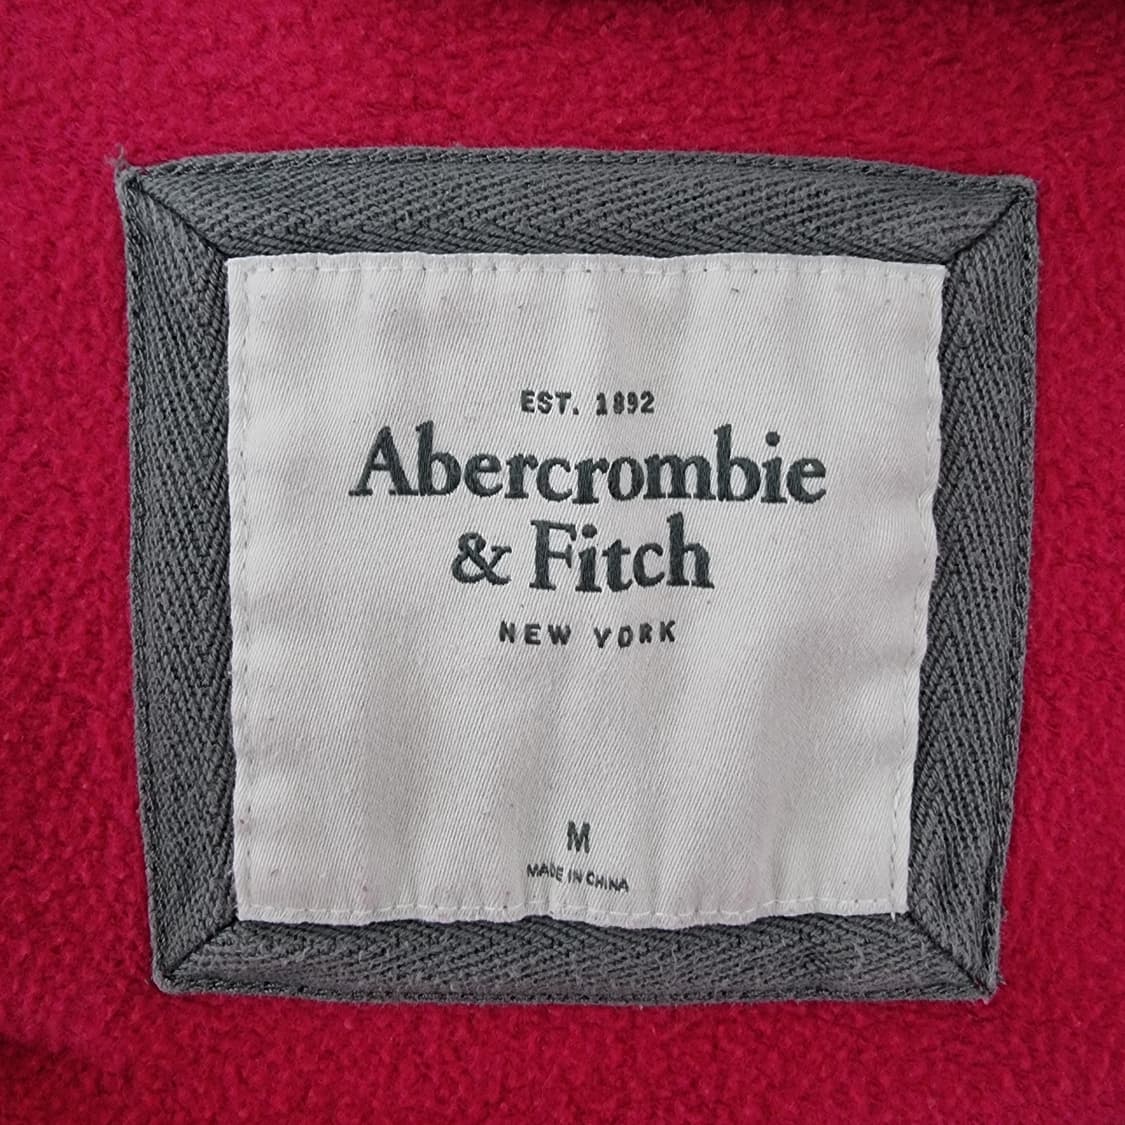 EST. 1892
Abercrombie
& Fitch
NEW YORK
M
MADE IN CHINA